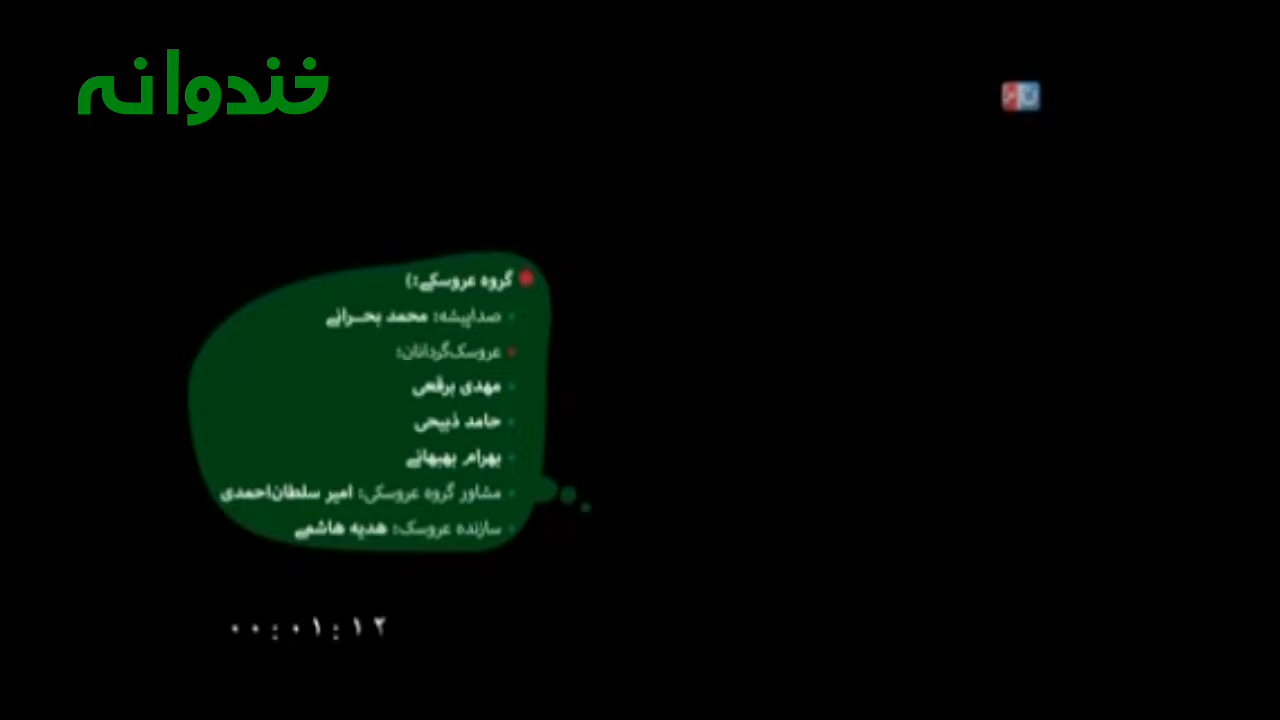 خندوانه
گروه عروسکی:)
صداپیشه: محمد بحـرانی
عروسک‌گردانان:
مهدی برقعی
حامد ذبیحی
بهرام بهبهانی
مشاور گروه عروسکی: امیر سلطان‌احمدی
سازنده عروسک: هدیه هاشمی
۰۰:۰۱:۱۲